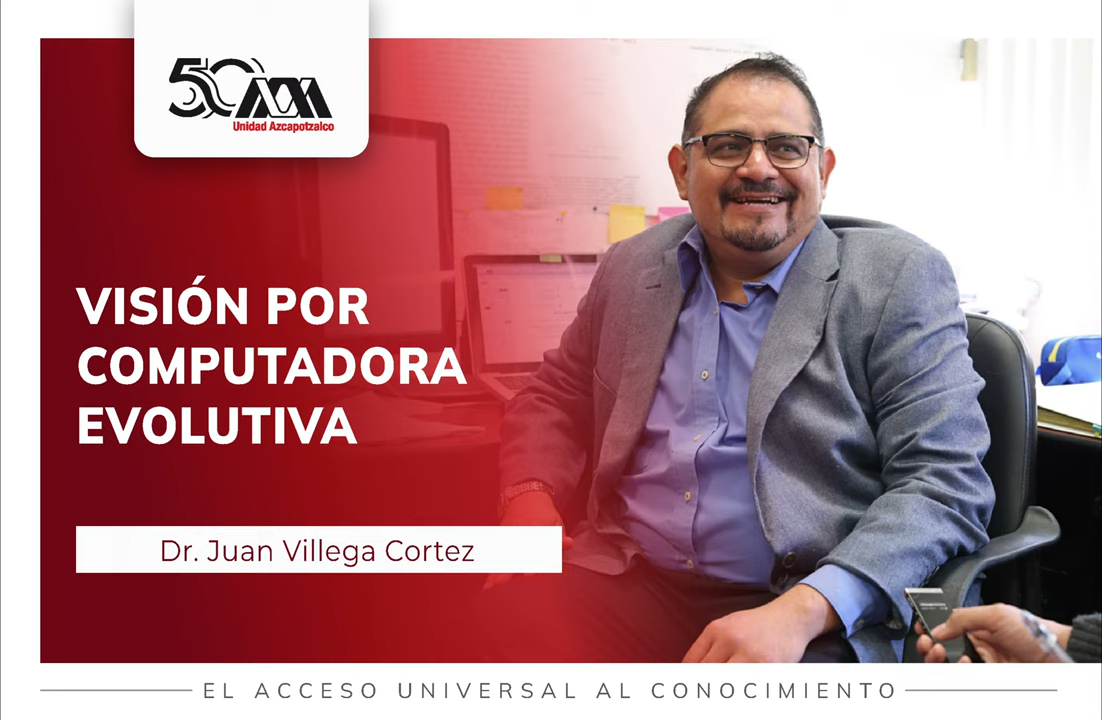 50
Unidad Azcapotzalco
VISIÓN POR
COMPUTADORA
EVOLUTIVA
Dr. Juan Villega Cortez
EL ACCESO UNIVERSAL AL CONOCIMIENTO